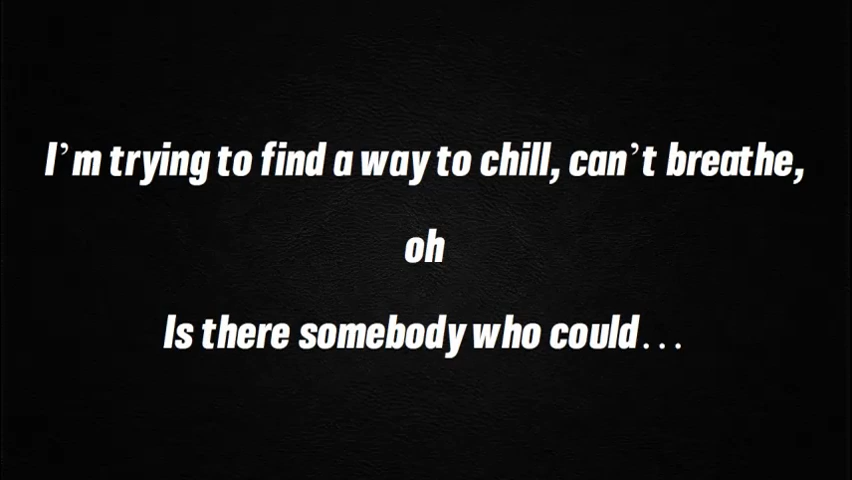 I’m trying to find a way to chill, can’t breathe,
oh
Is there somebody who could...